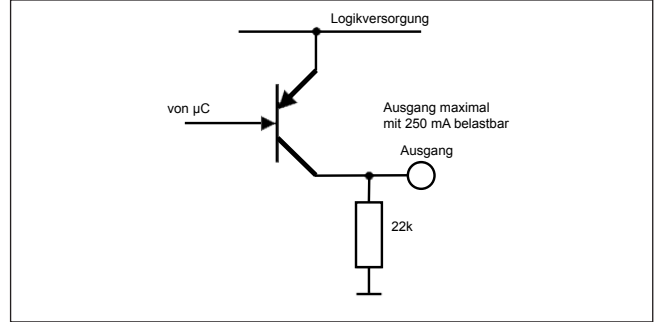 Logikversorgung
von µC
Ausgang maximal
mit 250 mA belastbar
Ausgang
22k